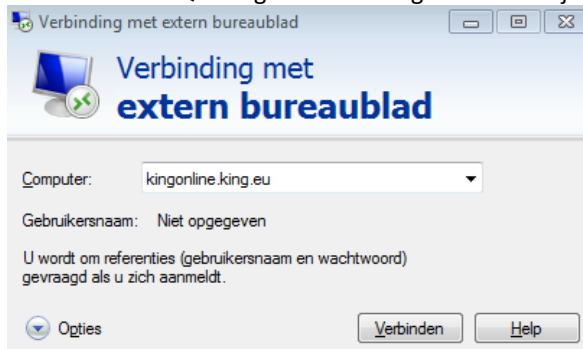 Verbinding met extern bureaublad
Verbinding met
extern bureaublad
Computer: kingonline.king.eu
Gebruikersnaam: Niet opgegeven
U wordt om referenties (gebruikersnaam en wachtwoord)
gevraagd als u zich aanmeldt.
Opties Verbinden Help